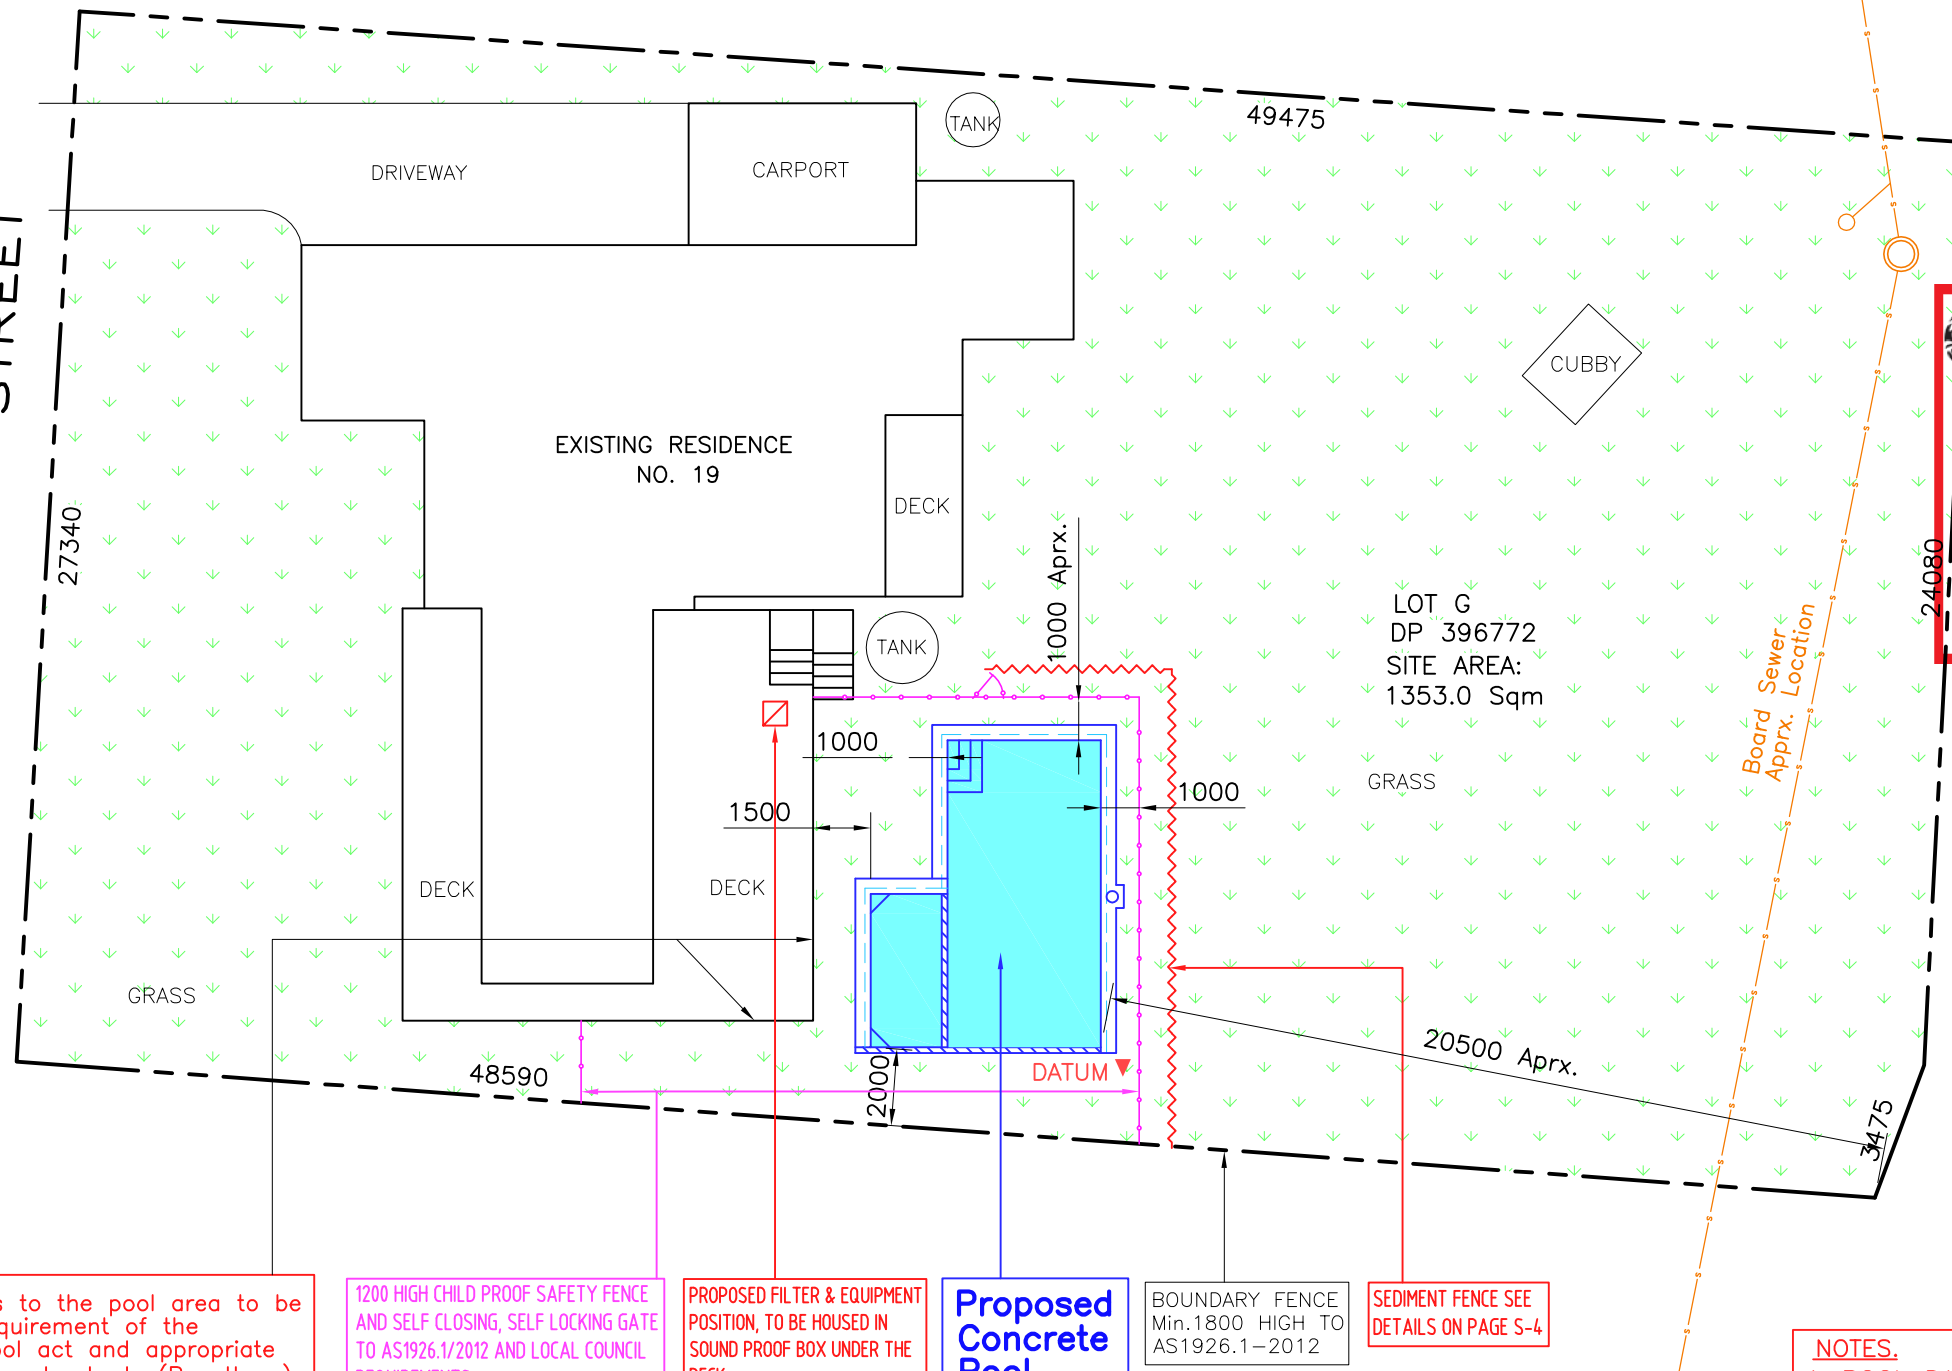 49475
TANK
DRIVEWAY
CARPORT
STREET
CUBBY
EXISTING RESIDENCE
NO. 19
DECK
27340
1000 Aprx.
24080
LOT G
DP 396772
SITE AREA:
1353.0 Sqm
Board Sewer
Apprx. Location
TANK
1000
GRASS
1000
1500
DECK
DECK
GRASS
20500 Aprx.
48590
2000
DATUM
3475
s to the pool area to be
quirement of the
ool act and appropriate
1200 HIGH CHILD PROOF SAFETY FENCE
AND SELF CLOSING, SELF LOCKING GATE
TO AS1926.1/2012 AND LOCAL COUNCIL
PROPOSED FILTER & EQUIPMENT
POSITION, TO BE HOUSED IN
SOUND PROOF BOX UNDER THE
DECK
Proposed
Concrete
Pool
BOUNDARY FENCE
Min.1800 HIGH TO
AS1926.1-2012
SEDIMENT FENCE SEE
DETAILS ON PAGE S-4
NOTES.